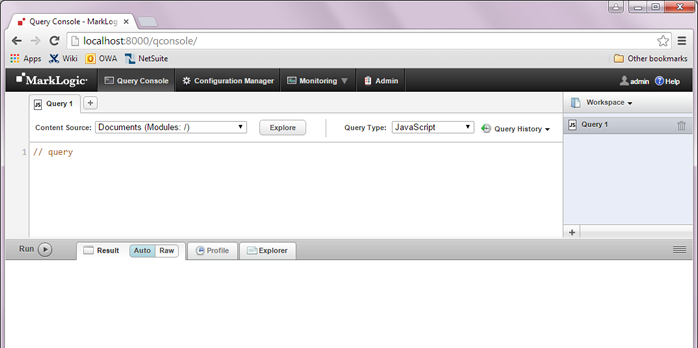 Query Console - MarkLog
localhost:8000/qconsole/
Apps Wiki OWA NetSuite Other bookmarks
MarkLogic Query Console Configuration Manager Monitoring Admin admin Help
JS Query 1 + Workspace
Content Source: Documents (Modules: /) Explore Query Type: JavaScript Query History
JS Query 1
1 // query
+
Run Result Auto Raw Profile Explorer